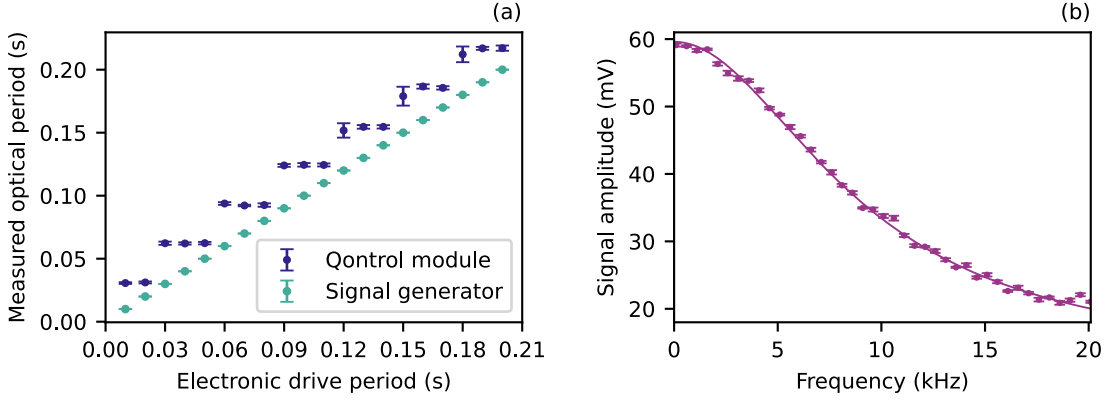 (a)
Measured optical period (s)
0.20
0.15
0.10
0.05
0.00
Qontrol module
Signal generator
0.00 0.03 0.06 0.09 0.12 0.15 0.18 0.21
Electronic drive period (s)
(b)
Signal amplitude (mV)
60
50
40
30
20
0 5 10 15 20
Frequency (kHz)